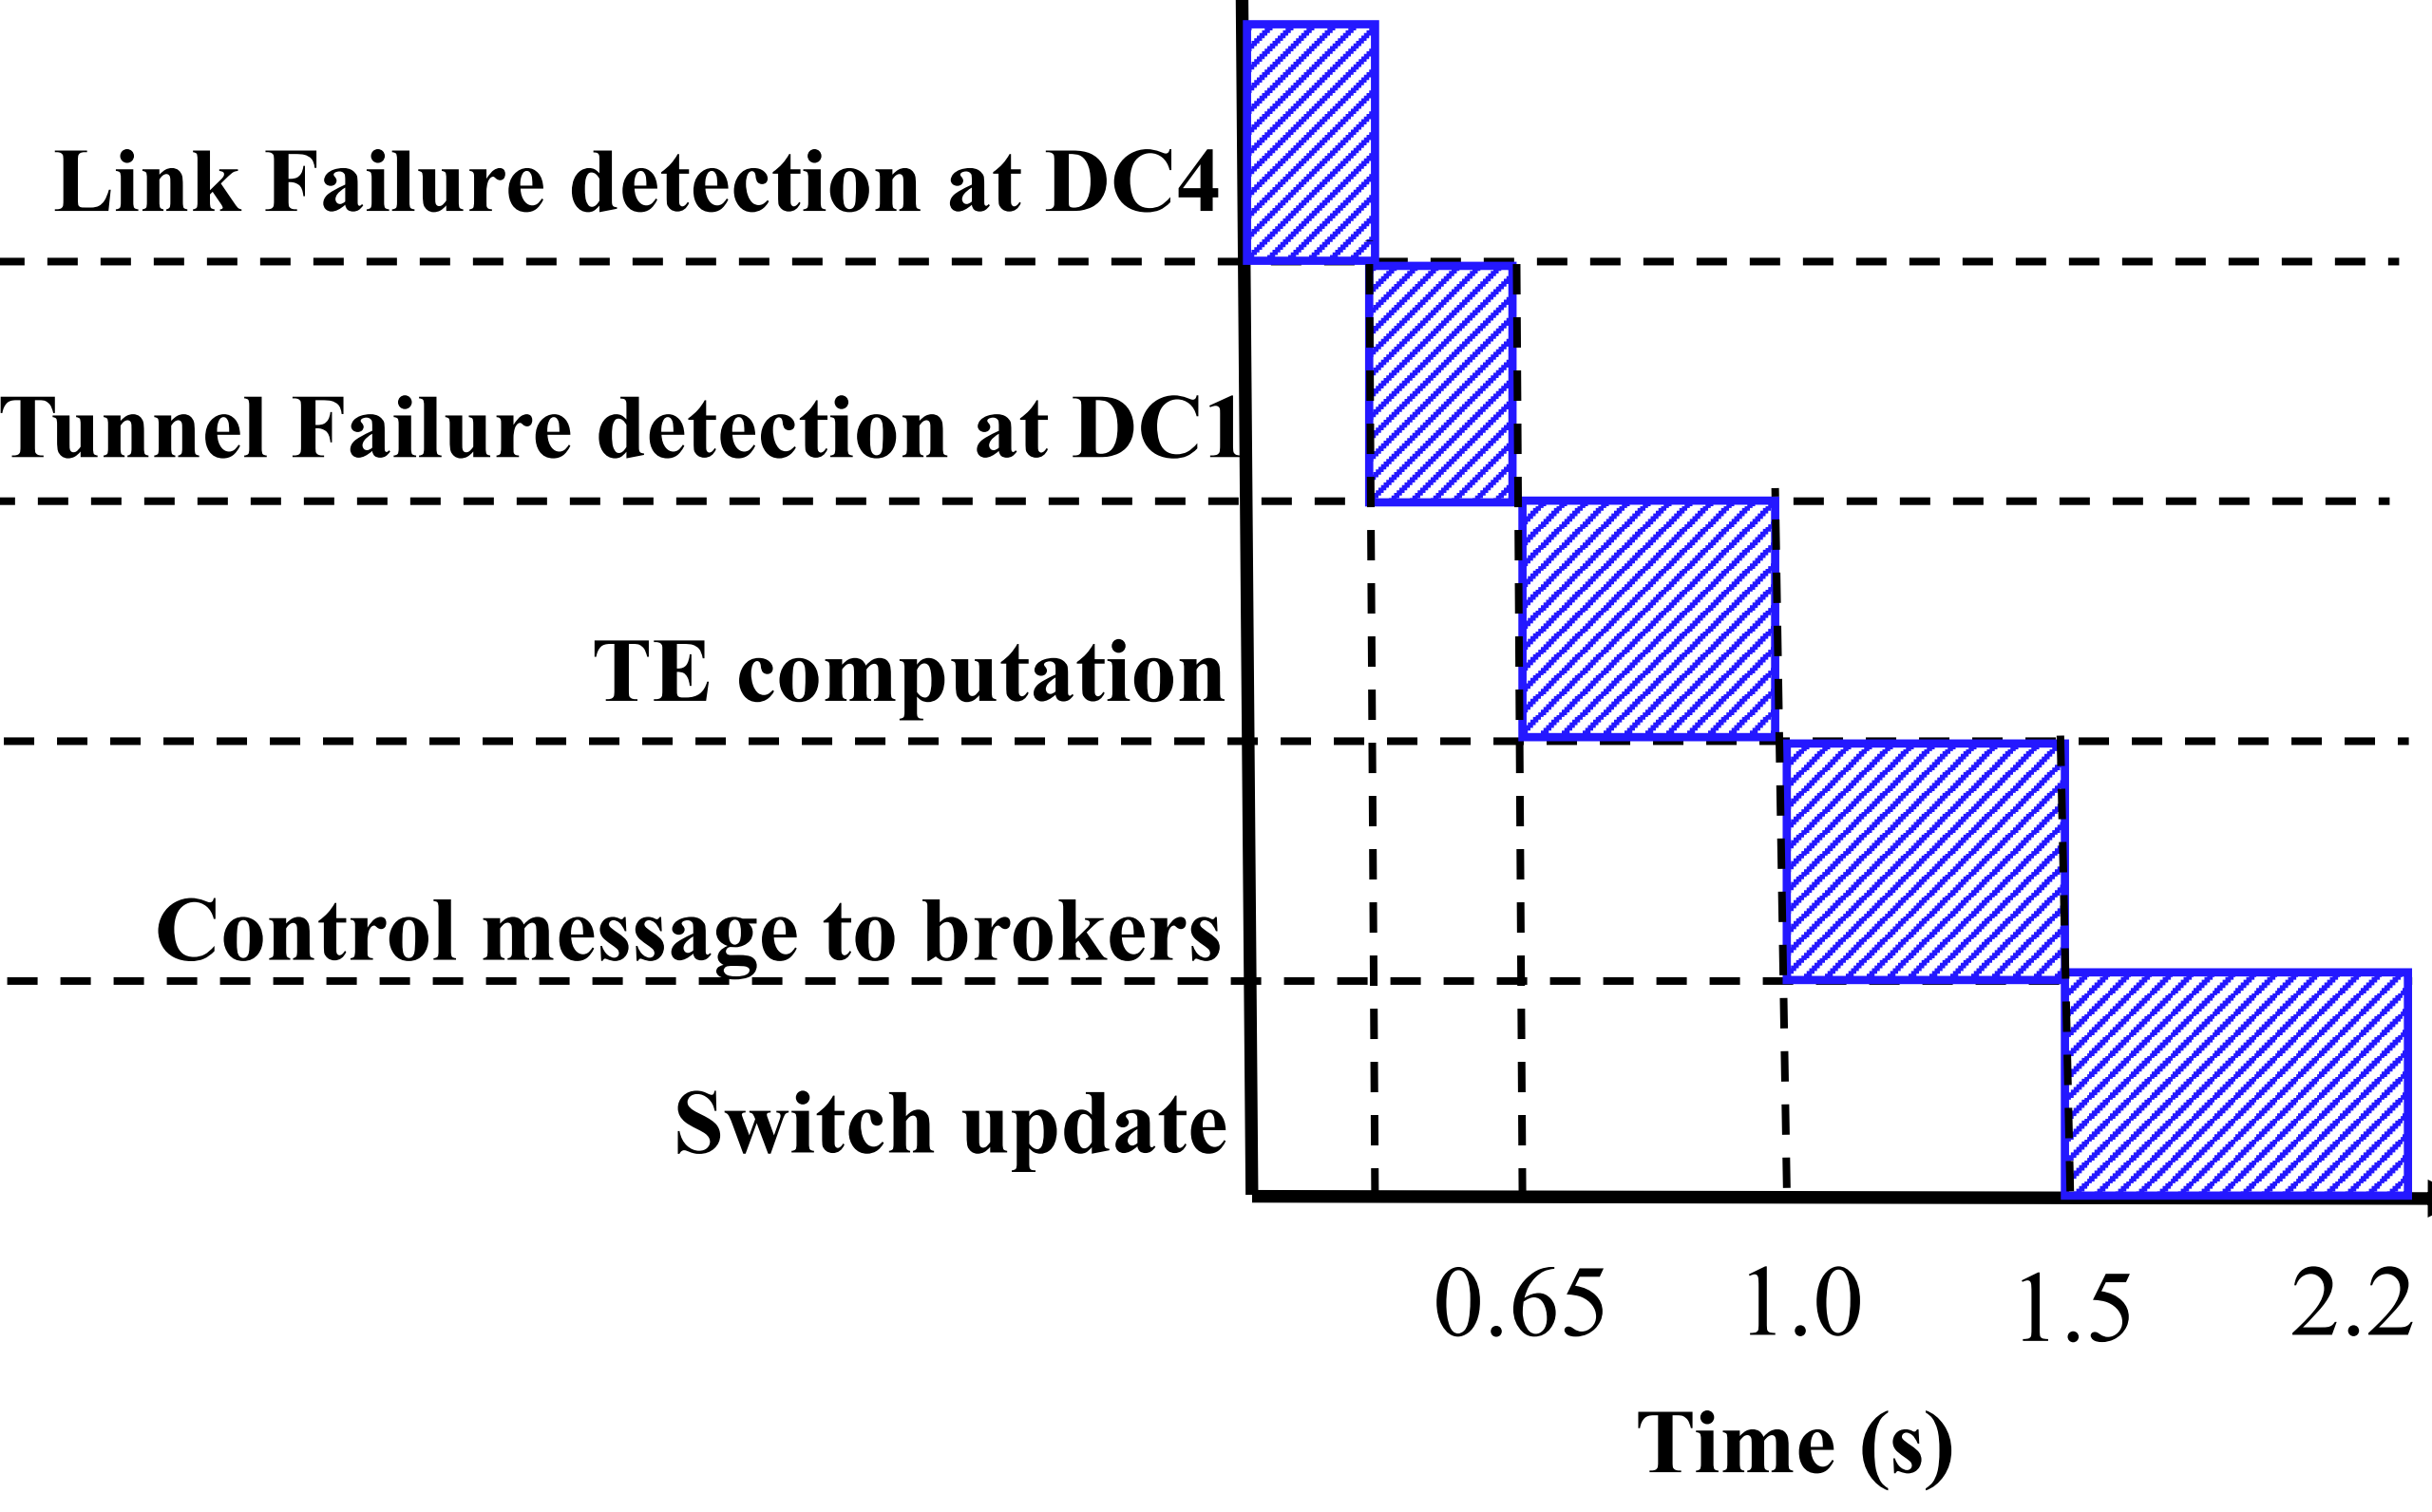 Link Failure detection at DC4
Tunnel Failure detection at DC1
TE computation
Control message to brokers
Switch update
0.65 1.0 1.5 2.2
Time (s)